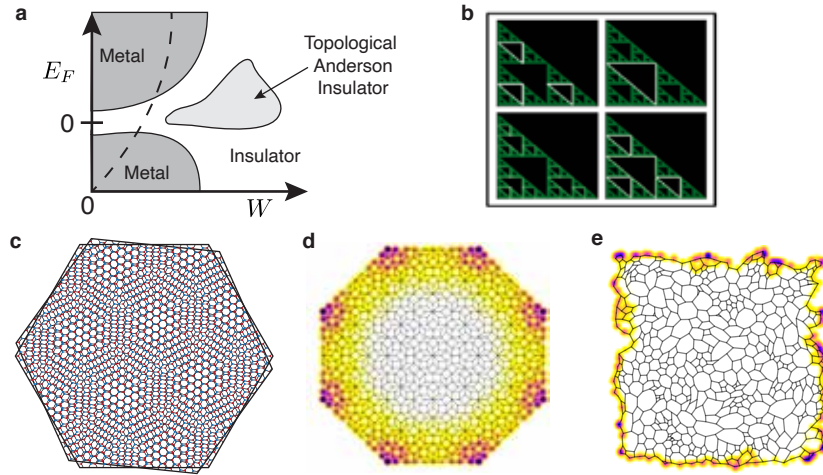 a
Metal
E_F
0
Topological
Anderson
Insulator
Insulator
Metal
0
W
b
c
d
e